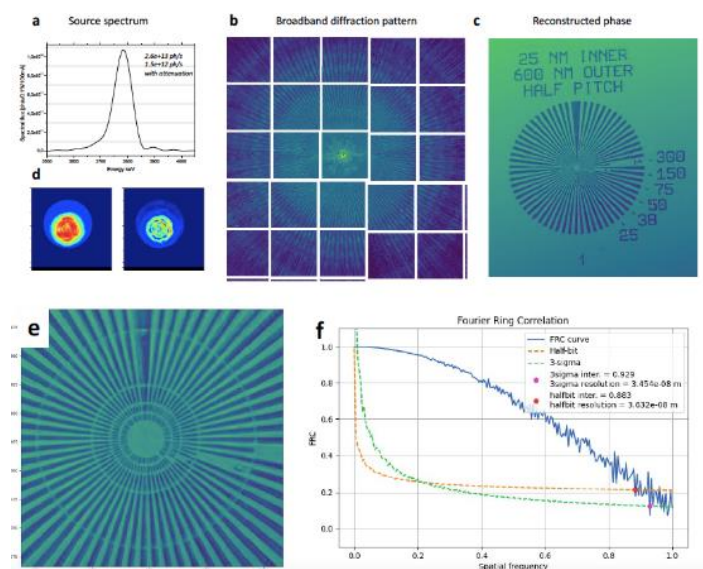 a
Source spectrum
2.6e+13 ph/s
1.5e+12 ph/s
with attenuation
Energy keV
b
Broadband diffraction pattern
c
Reconstructed phase
25 NM INNER
600 NM OUTER
HALF PITCH
300
150
75
50
38
25
1
d
e
f
Fourier Ring Correlation
FRC curve
Half-bit
3-sigma
3sigma inter. = 0.929
3sigma resolution = 3.454e-08 m
halfbit inter. = 0.883
halfbit resolution = 3.632e-08 m
FRC
1.0
0.8
0.6
0.4
0.2
0.0
0.0 0.2 0.4 0.6 0.8 1.0
Spatial frequency